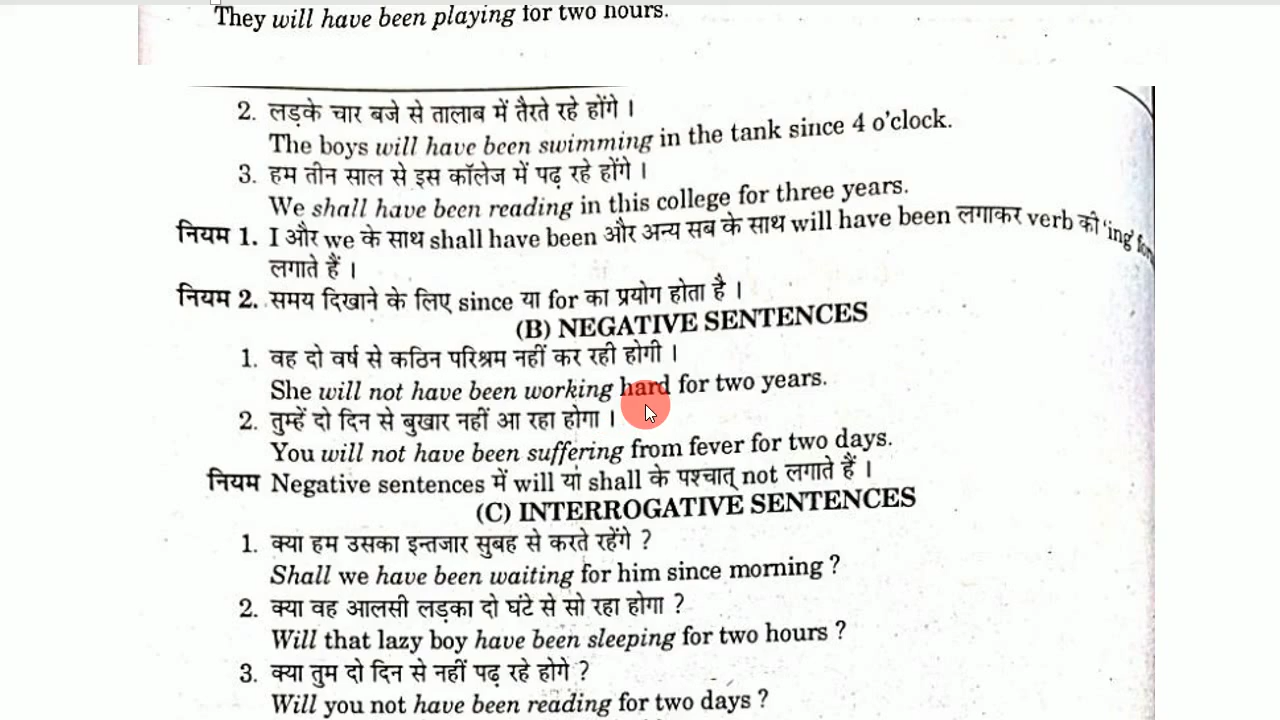 They will have been playing for two hours.
2. लड़के चार बजे से तालाब में तैरते रहे होंगे ।
The boys will have been swimming in the tank since 4 o'clock.
3. हम तीन साल से इस कॉलेज में पढ़ रहे होंगे ।
We shall have been reading in this college for three years.
नियम 1. I और we के साथ shall have been और अन्य सब के साथ will have been लगाकर verb की 'ing' form
लगाते हैं ।
नियम 2. समय दिखाने के लिए since या for का प्रयोग होता है ।
(B) NEGATIVE SENTENCES
1. वह दो वर्ष से कठिन परिश्रम नहीं कर रही होगी ।
She will not have been working hard for two years.
2. तुम्हें दो दिन से बुखार नहीं आ रहा होगा ।
You will not have been suffering from fever for two days.
नियम Negative sentences में will या shall के पश्चात् not लगाते हैं ।
(C) INTERROGATIVE SENTENCES
1. क्या हम उसका इन्तजार सुबह से करते रहेंगे ?
Shall we have been waiting for him since morning ?
2. क्या वह आलसी लड़का दो घंटे से सो रहा होगा ?
Will that lazy boy have been sleeping for two hours ?
3. क्या तुम दो दिन से नहीं पढ़ रहे होगे ?
Will you not have been reading for two days ?